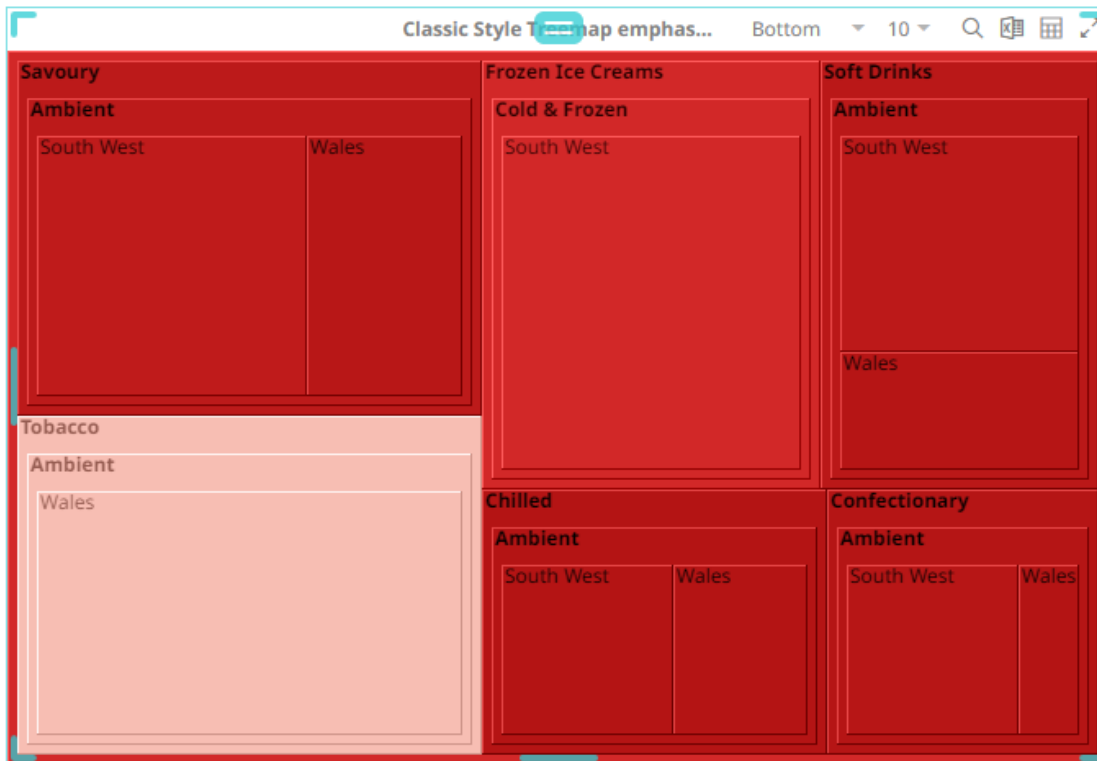 Classic Style Treemap emphas... Bottom 10
Savoury
Ambient
South West Wales
Frozen Ice Creams
Cold & Frozen
South West
Soft Drinks
Ambient
South West
Wales
Tobacco
Ambient
Wales
Chilled
Ambient
South West Wales
Confectionary
Ambient
South West Wales